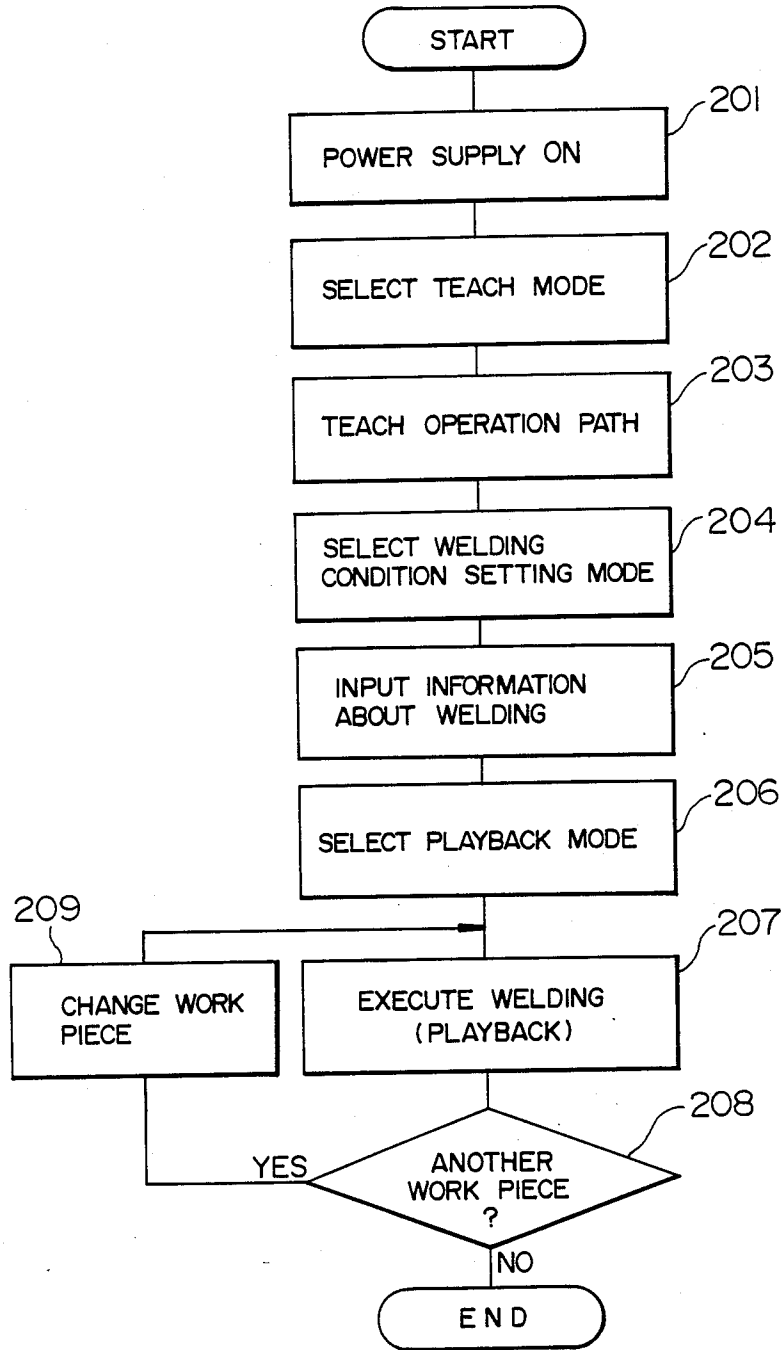 START
201
POWER SUPPLY ON
202
SELECT TEACH MODE
203
TEACH OPERATION PATH
204
SELECT WELDING
CONDITION SETTING MODE
205
INPUT INFORMATION
ABOUT WELDING
206
SELECT PLAYBACK MODE
209
CHANGE WORK
PIECE
207
EXECUTE WELDING
(PLAYBACK)
208
YES
ANOTHER
WORK PIECE
?
NO
END